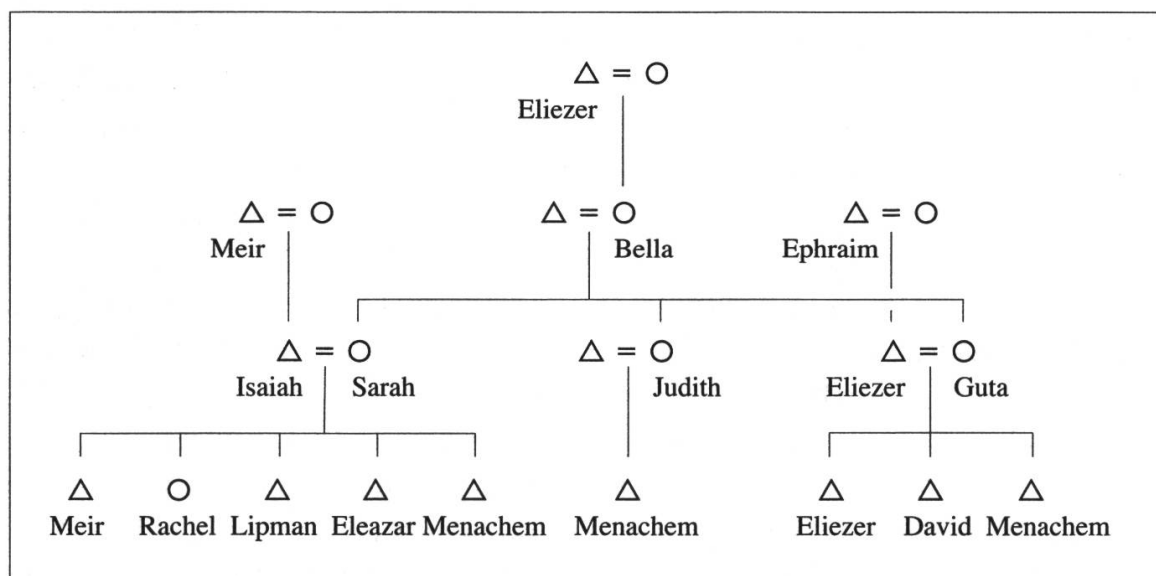 Eliezer
Meir Bella Ephraim
Isaiah Sarah Judith Eliezer Guta
Meir Rachel Lipman Eleazar Menachem Menachem Eliezer David Menachem